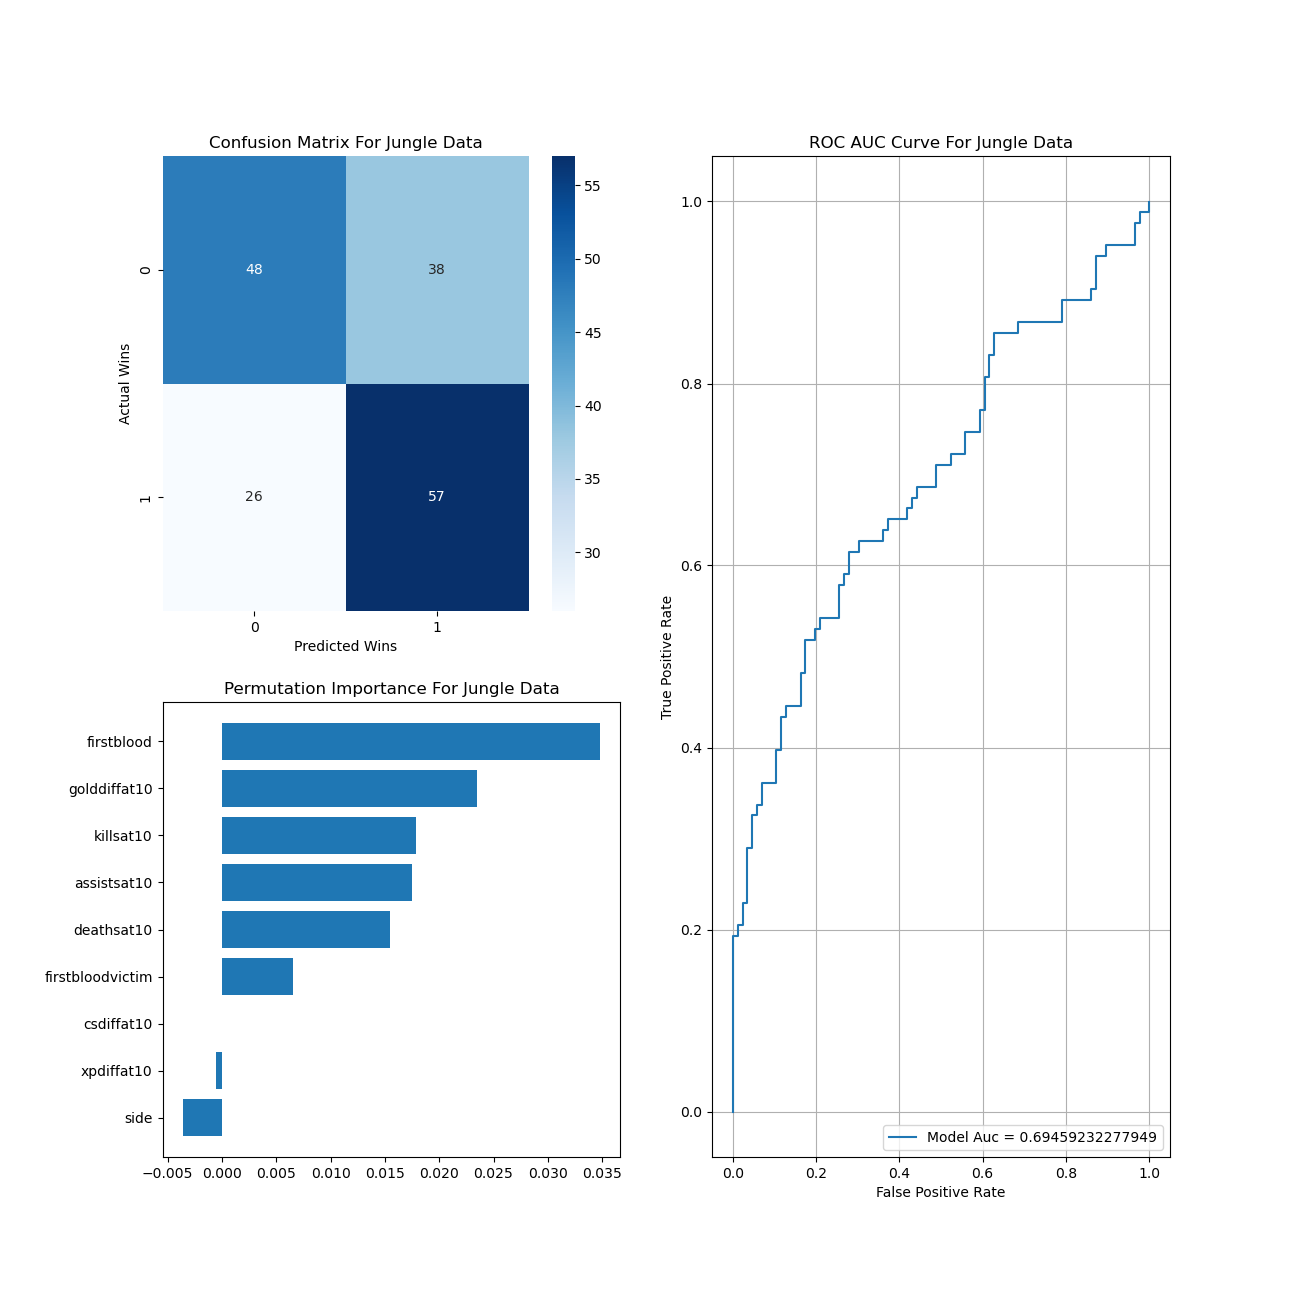 Confusion Matrix For Jungle Data
0
1
Actual Wins
48
38
26
57
0
1
Predicted Wins
55
50
45
40
35
30
Permutation Importance For Jungle Data
firstblood
golddiffat10
killsat10
assistsat10
deathsat10
firstbloodvictim
csdiffat10
xpdiffat10
side
−0.005 0.000 0.005 0.010 0.015 0.020 0.025 0.030 0.035
ROC AUC Curve For Jungle Data
1.0
0.8
0.6
0.4
0.2
0.0
True Positive Rate
Model Auc = 0.69459232277949
0.0 0.2 0.4 0.6 0.8 1.0
False Positive Rate